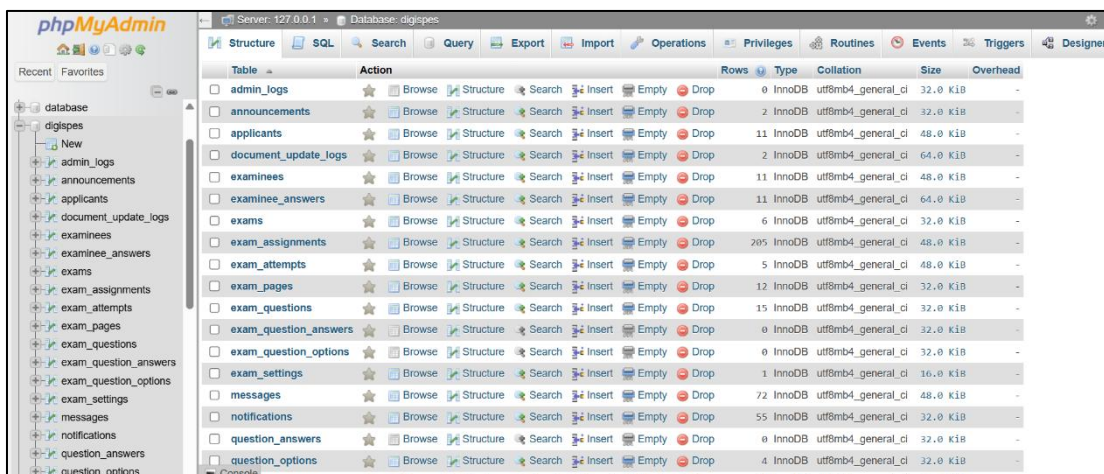 phpMyAdmin
Recent Favorites
database
digispes
New
admin_logs
announcements
applicants
document_update_logs
examinees
examinee_answers
exams
exam_assignments
exam_attempts
exam_pages
exam_questions
exam_question_answers
exam_question_options
exam_settings
messages
notifications
question_answers
question_options
Server: 127.0.0.1 » Database: digispes
Structure SQL Search Query Export Import Operations Privileges Routines Events Triggers Designer
Table Action Rows Type Collation Size Overhead
admin_logs Browse Structure Search Insert Empty Drop 0 InnoDB utf8mb4_general_ci 32.0 KiB -
announcements Browse Structure Search Insert Empty Drop 2 InnoDB utf8mb4_general_ci 32.0 KiB -
applicants Browse Structure Search Insert Empty Drop 11 InnoDB utf8mb4_general_ci 48.0 KiB -
document_update_logs Browse Structure Search Insert Empty Drop 2 InnoDB utf8mb4_general_ci 64.0 KiB -
examinees Browse Structure Search Insert Empty Drop 11 InnoDB utf8mb4_general_ci 48.0 KiB -
examinee_answers Browse Structure Search Insert Empty Drop 11 InnoDB utf8mb4_general_ci 64.0 KiB -
exams Browse Structure Search Insert Empty Drop 6 InnoDB utf8mb4_general_ci 32.0 KiB -
exam_assignments Browse Structure Search Insert Empty Drop 205 InnoDB utf8mb4_general_ci 48.0 KiB -
exam_attempts Browse Structure Search Insert Empty Drop 5 InnoDB utf8mb4_general_ci 48.0 KiB -
exam_pages Browse Structure Search Insert Empty Drop 12 InnoDB utf8mb4_general_ci 32.0 KiB -
exam_questions Browse Structure Search Insert Empty Drop 15 InnoDB utf8mb4_general_ci 32.0 KiB -
exam_question_answers Browse Structure Search Insert Empty Drop 0 InnoDB utf8mb4_general_ci 32.0 KiB -
exam_question_options Browse Structure Search Insert Empty Drop 0 InnoDB utf8mb4_general_ci 32.0 KiB -
exam_settings Browse Structure Search Insert Empty Drop 1 InnoDB utf8mb4_general_ci 16.0 KiB -
messages Browse Structure Search Insert Empty Drop 72 InnoDB utf8mb4_general_ci 48.0 KiB -
notifications Browse Structure Search Insert Empty Drop 55 InnoDB utf8mb4_general_ci 32.0 KiB -
question_answers Browse Structure Search Insert Empty Drop 0 InnoDB utf8mb4_general_ci 32.0 KiB -
question_options Browse Structure Search Insert Empty Drop 4 InnoDB utf8mb4_general_ci 32.0 KiB -
Console